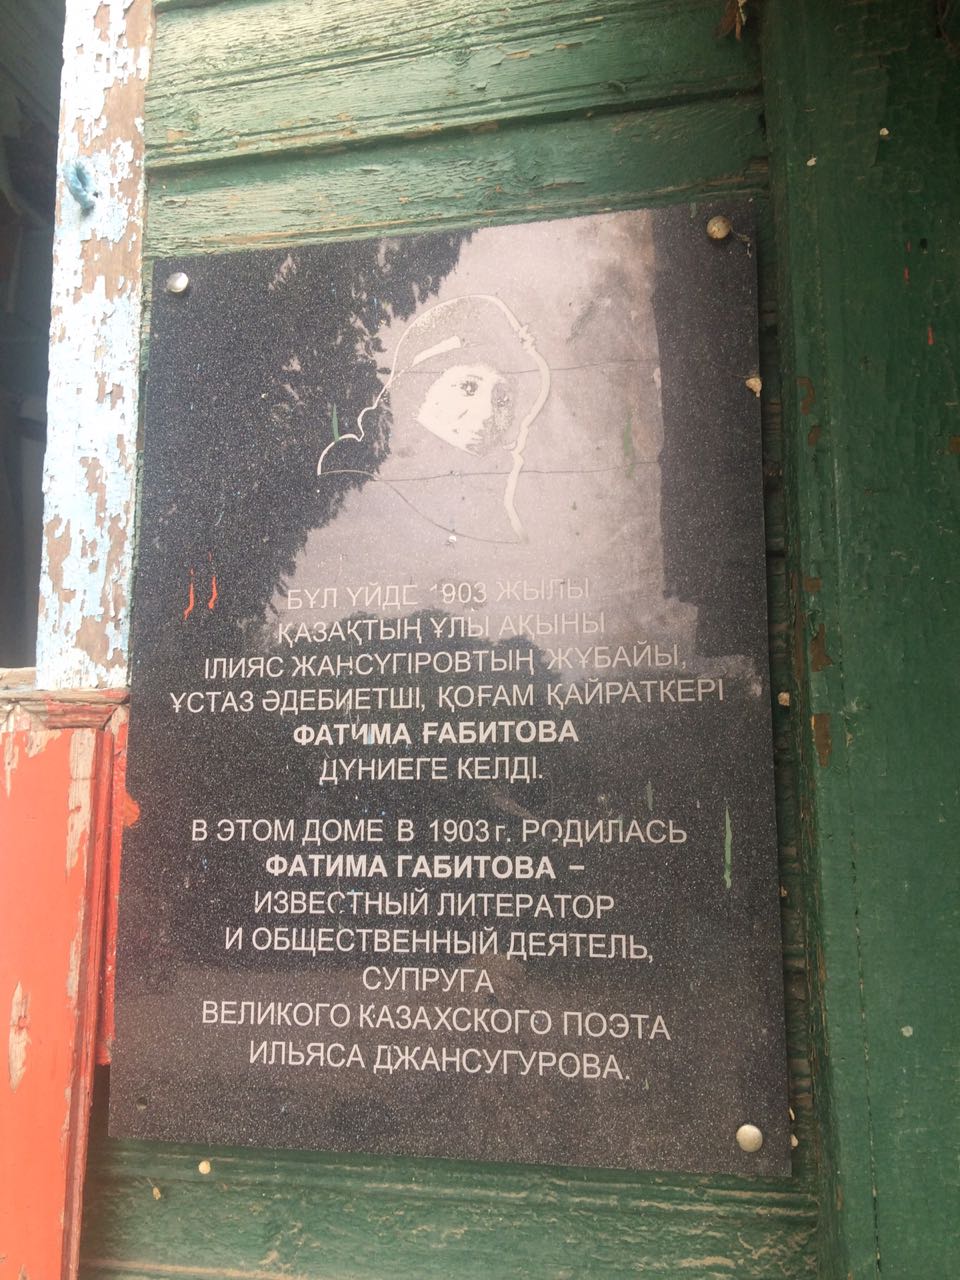 БҰЛ ҮЙДЕ 1903 ЖЫЛЫ
ҚАЗАҚТЫҢ ҰЛЫ АҚЫНЫ
ІЛИЯС ЖАНСҮГІРОВТЫҢ ЖҰБАЙЫ,
ҰСТАЗ ӘДЕБИЕТШІ, ҚОҒАМ ҚАЙРАТКЕРІ
ФАТИМА ҒАБИТОВА
ДҮНИЕГЕ КЕЛДІ.
В ЭТОМ ДОМЕ В 1903 г. РОДИЛАСЬ
ФАТИМА ГАБИТОВА –
ИЗВЕСТНЫЙ ЛИТЕРАТОР
И ОБЩЕСТВЕННЫЙ ДЕЯТЕЛЬ,
СУПРУГА
ВЕЛИКОГО КАЗАХСКОГО ПОЭТА
ИЛЬЯСА ДЖАНСУГУРОВА.